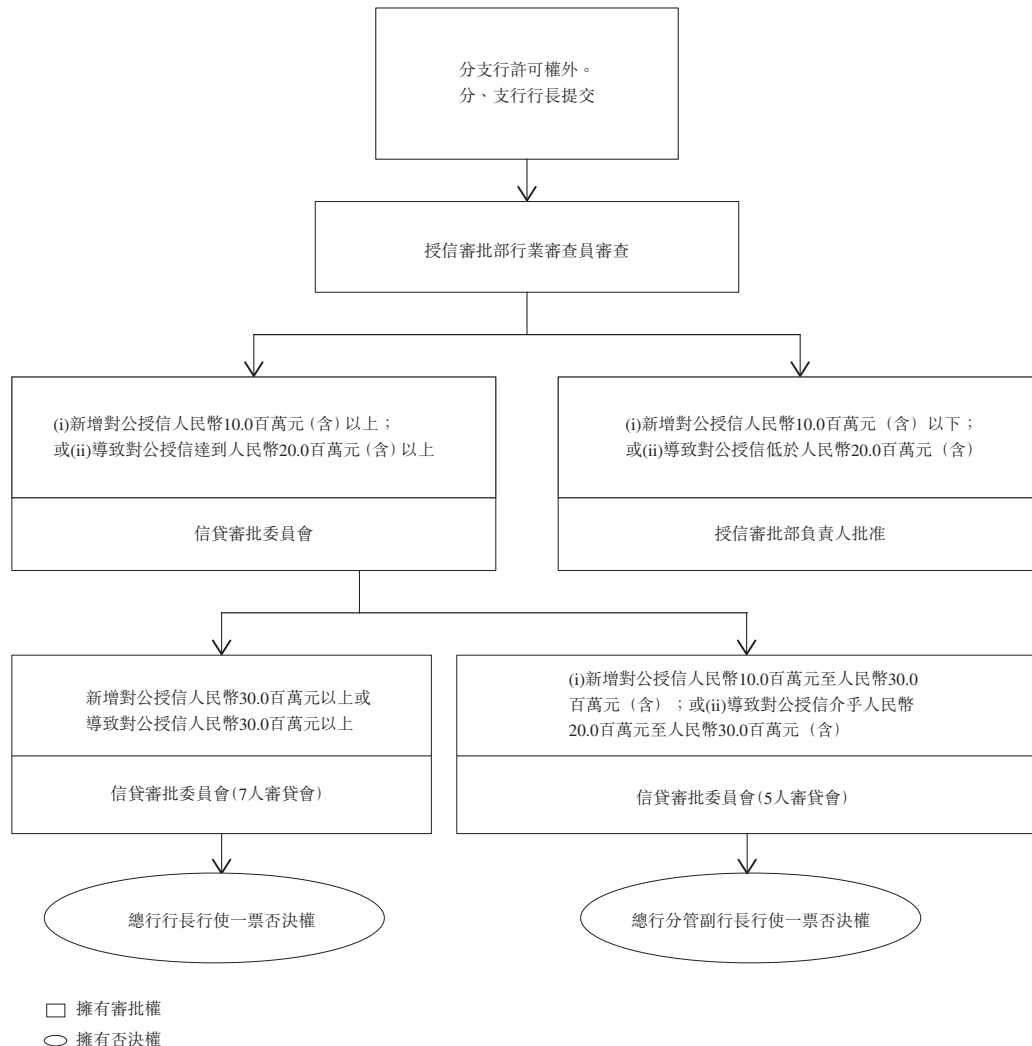 分支行許可權外。
分、支行行長提交
授信審批部行業審查員審查
(i)新增對公授信人民幣10.0百萬元(含)以上；
或(ii)導致對公授信達到人民幣20.0百萬元(含)以上
信貸審批委員會
(i)新增對公授信人民幣10.0百萬元（含）以下；
或(ii)導致對公授信低於人民幣20.0百萬元（含）
授信審批部負責人批准
新增對公授信人民幣30.0百萬元以上或
導致對公授信人民幣30.0百萬元以上
信貸審批委員會(7人審貸會)
(i)新增對公授信人民幣10.0百萬元至人民幣30.0
百萬元（含）；或(ii)導致對公授信介乎人民幣
20.0百萬元至人民幣30.0百萬元（含）
信貸審批委員會(5人審貸會)
總行行長行使一票否決權
總行分管副行長行使一票否決權
擁有審批權
擁有否決權